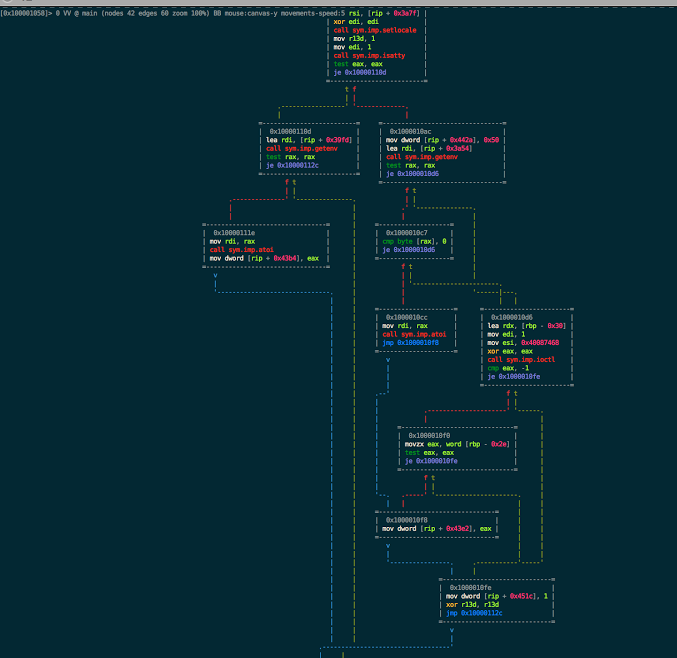 [0x100001058]> 0 VV @ main (nodes 42 edges 60 zoom 100%) BB mouse:canvas-y movements-speed:5 rsi, [rip + 0x3a7f]
xor edi, edi
call sym.imp.setlocale
mov r13d, 1
mov edi, 1
call sym.imp.isatty
test eax, eax
je 0x10000110d
t f
0x10000110d
lea rdi, [rip + 0x39fd]
call sym.imp.getenv
test rax, rax
je 0x10000112c
f t
0x1000010ac
mov dword [rip + 0x442a], 0x50
lea rdi, [rip + 0x3a54]
call sym.imp.getenv
test rax, rax
je 0x1000010d6
f t
0x10000111e
mov rdi, rax
call sym.imp.atoi
mov dword [rip + 0x43b4], eax
v
0x1000010c7
cmp byte [rax], 0
je 0x1000010d6
f t
0x1000010cc
mov rdi, rax
call sym.imp.atoi
jmp 0x1000010f8
v
0x1000010d6
lea rdx, [rbp - 0x30]
mov edi, 1
mov esi, 0x40087468
xor eax, eax
call sym.imp.ioctl
cmp eax, -1
je 0x1000010fe
f t
0x1000010f0
movzx eax, word [rbp - 0x2e]
test eax, eax
je 0x1000010fe
f t
0x1000010f8
mov dword [rip + 0x43e2], eax
v
0x1000010fe
mov dword [rip + 0x451c], 1
xor r13d, r13d
jmp 0x10000112c
v